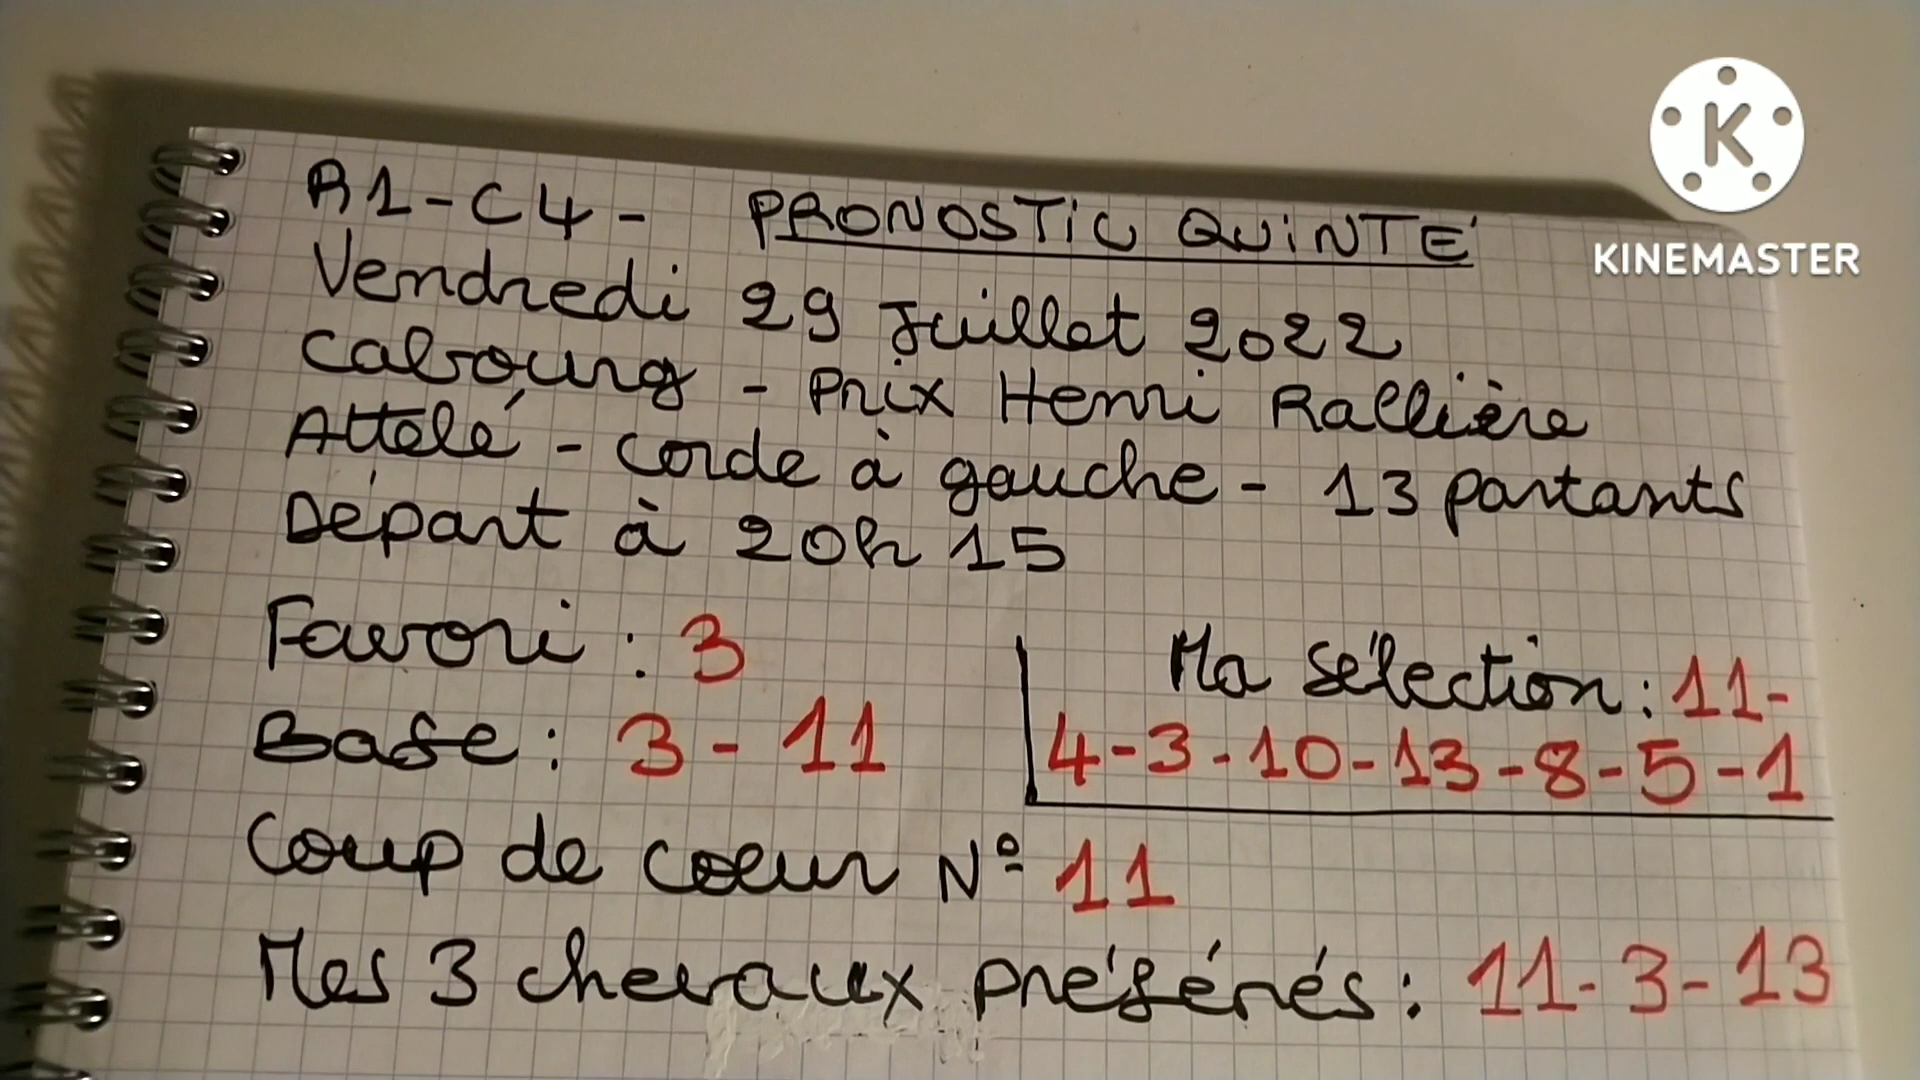 R1-C4- PRONOSTIC QUINTÉ
Vendredi 29 Juillet 2022
Cabourg - Prix Henri Rallière
Attelé - Corde à gauche - 13 partants
Départ à 20h15
Favori : 3
Base : 3 - 11
Ma sélection : 11-
4-3-10-13-8-5-1
Coup de coeur Nº 11
Mes 3 chevaux préférés : 11-3-13
K
KINEMASTER